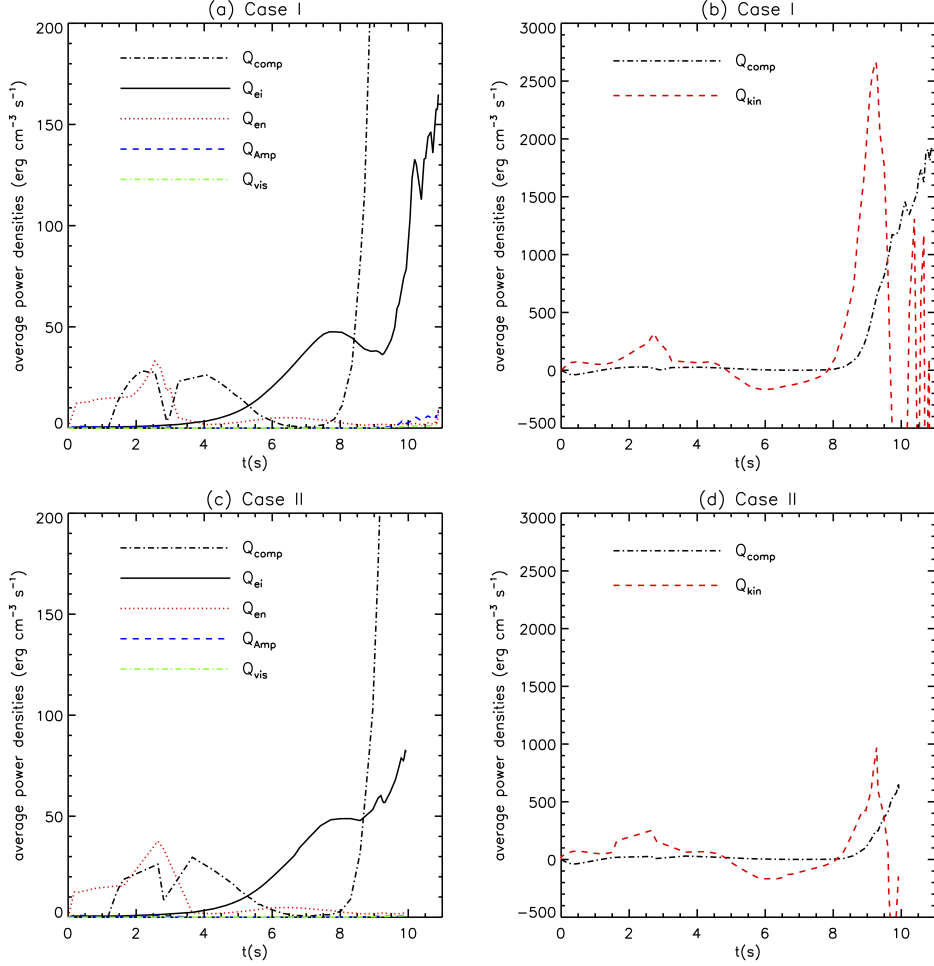 (a) Case I
average power densities (erg cm⁻³ s⁻¹)
200
150
100
50
0
Q_comp
Q_ei
Q_en
Q_Amp
Q_vis
0 2 4 6 8 10
t(s)
(b) Case I
average power densities (erg cm⁻³ s⁻¹)
3000
2500
2000
1500
1000
500
0
−500
Q_comp
Q_kin
0 2 4 6 8 10
t(s)
(c) Case II
average power densities (erg cm⁻³ s⁻¹)
200
150
100
50
0
Q_comp
Q_ei
Q_en
Q_Amp
Q_vis
0 2 4 6 8 10
t(s)
(d) Case II
average power densities (erg cm⁻³ s⁻¹)
3000
2500
2000
1500
1000
500
0
−500
Q_comp
Q_kin
0 2 4 6 8 10
t(s)